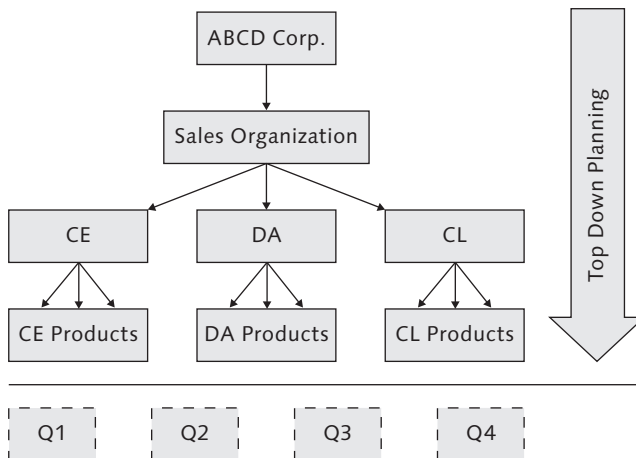 ABCD Corp.
Sales Organization
CE
DA
CL
CE Products
DA Products
CL Products
Top Down Planning
Q1
Q2
Q3
Q4